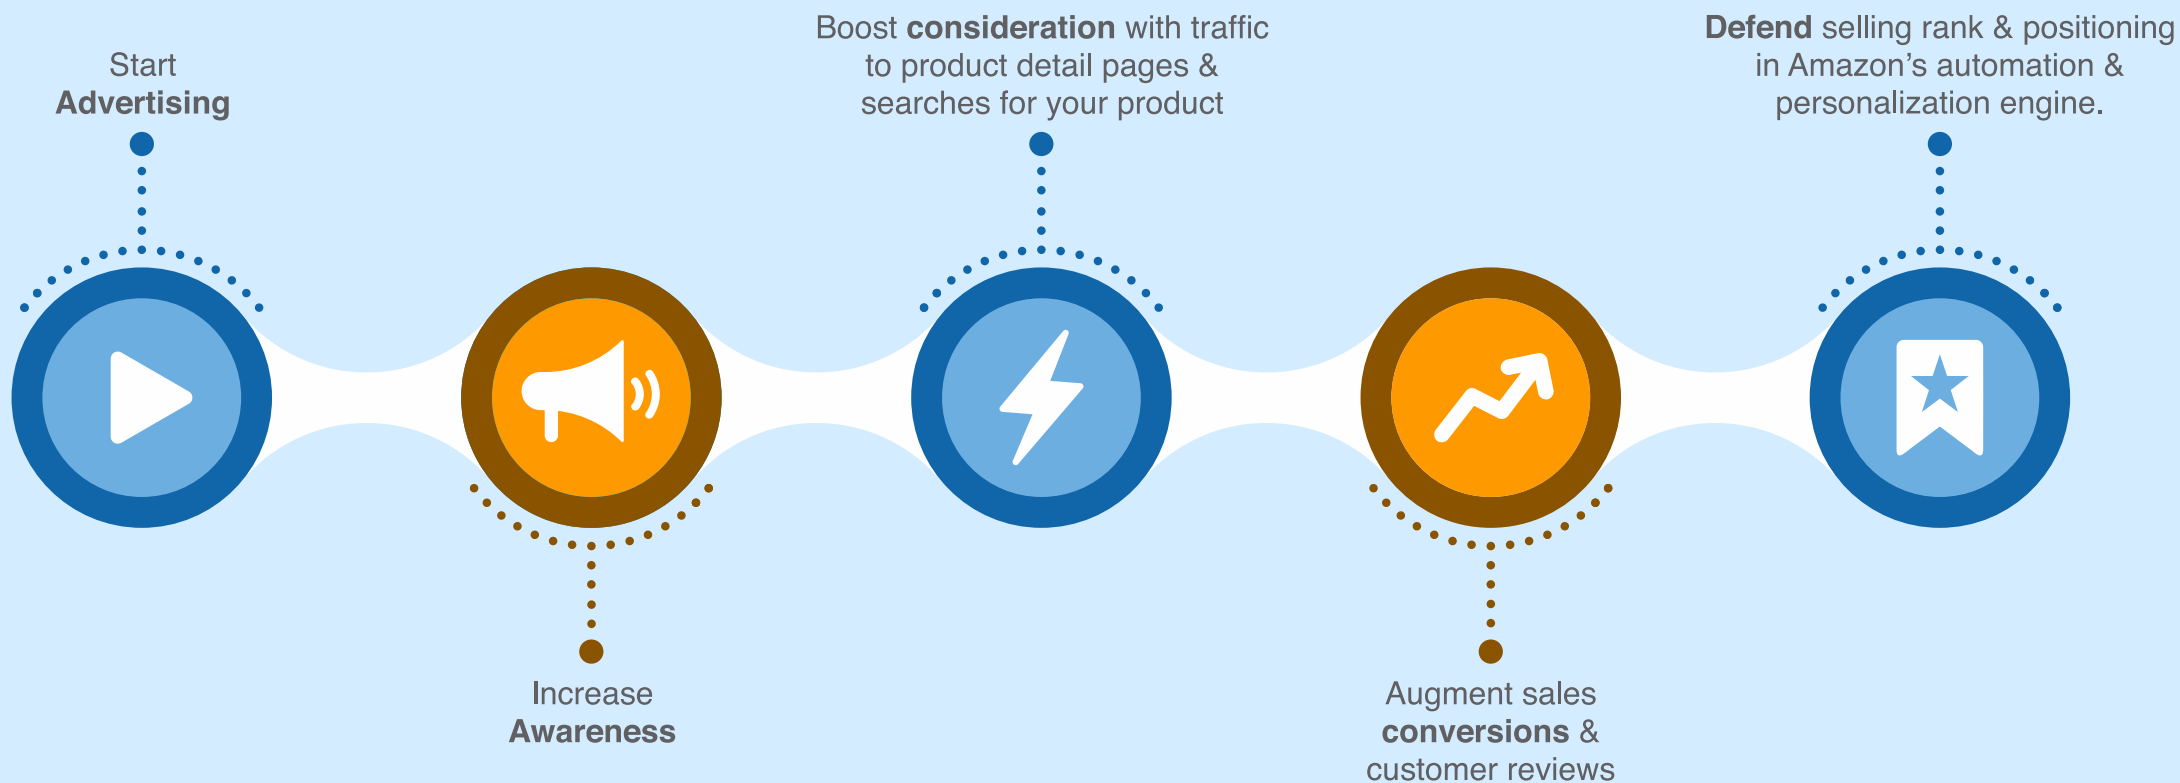 Start
Advertising
Increase
Awareness
Boost consideration with traffic
to product detail pages &
searches for your product
Augment sales
conversions &
customer reviews
Defend selling rank & positioning
in Amazon’s automation &
personalization engine.